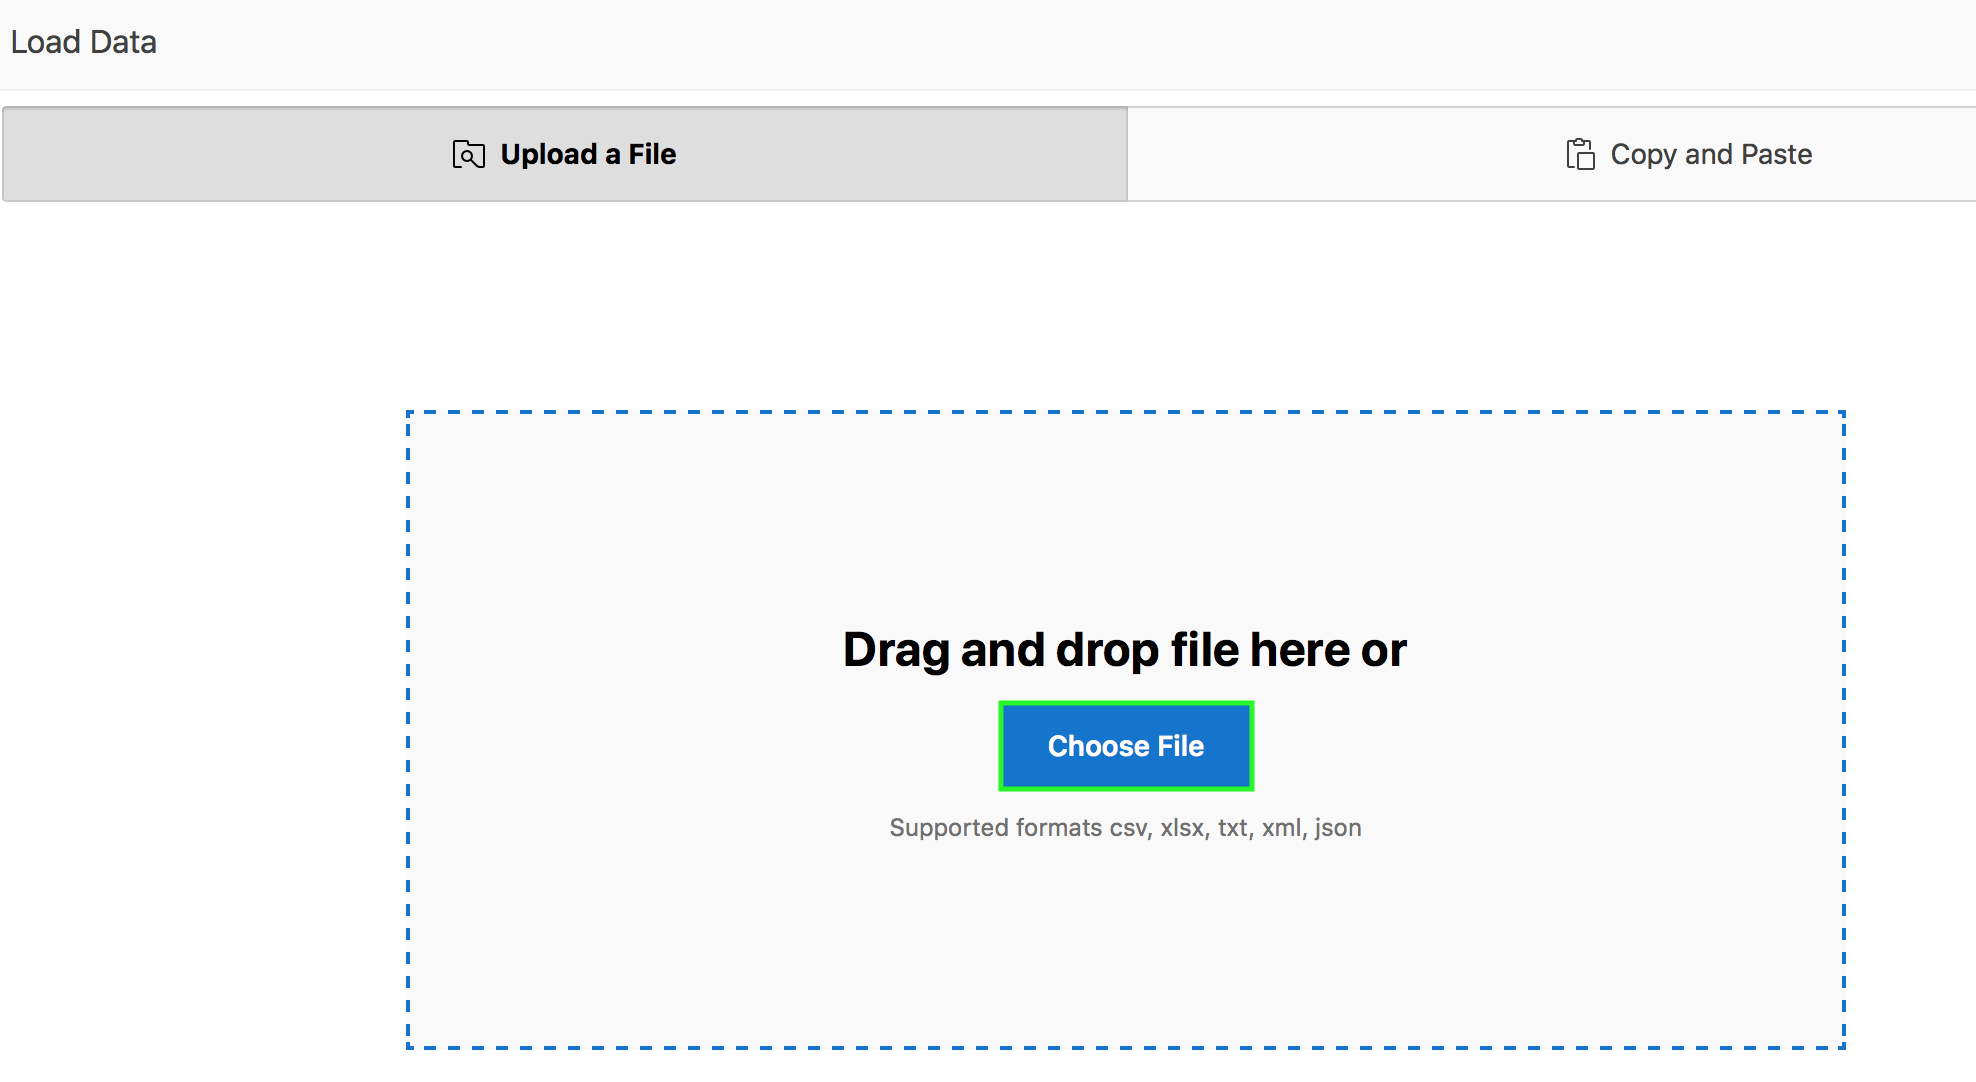 Load Data
Upload a File
Copy and Paste
Drag and drop file here or
Choose File
Supported formats csv, xlsx, txt, xml, json